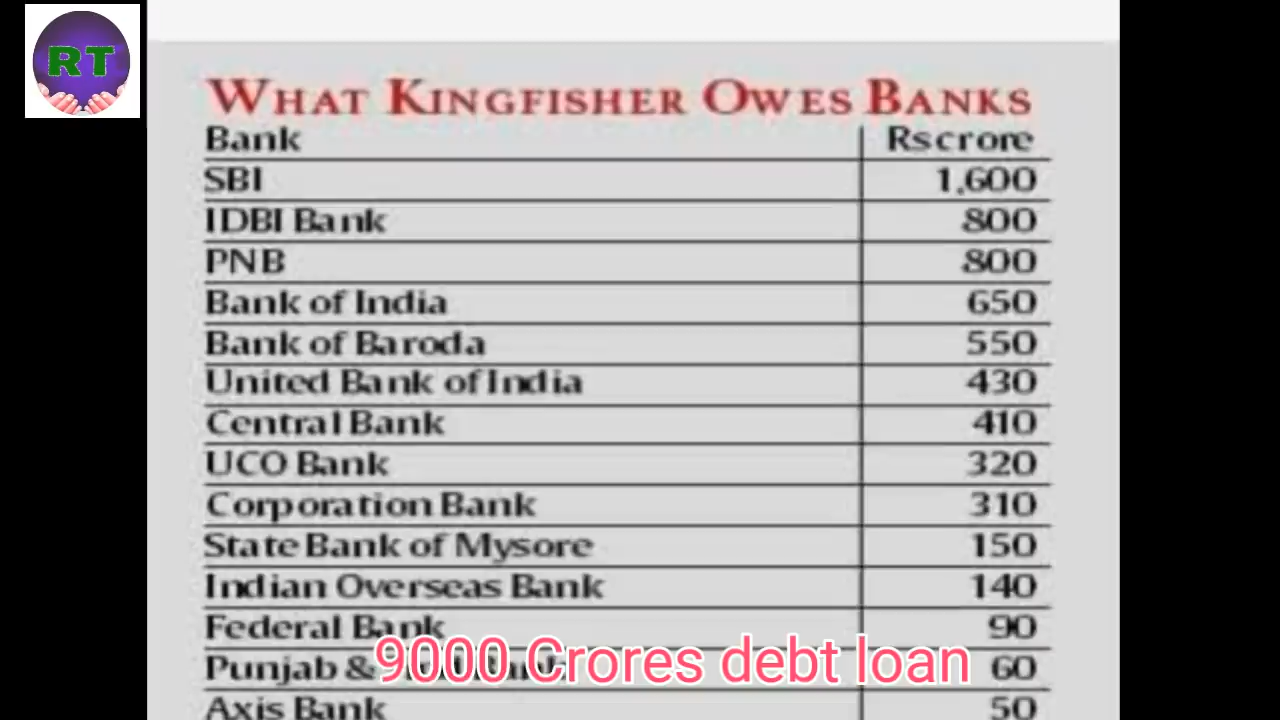 RT
WHAT KINGFISHER OWES BANKS
Bank Rs crore
SBI 1,600
IDBI Bank 800
PNB 800
Bank of India 650
Bank of Baroda 550
United Bank of India 430
Central Bank 410
UCO Bank 320
Corporation Bank 310
State Bank of Mysore 150
Indian Overseas Bank 140
Federal Bank 90
Punjab & Bank 60
9000 Crores debt loan
Axis Bank 50